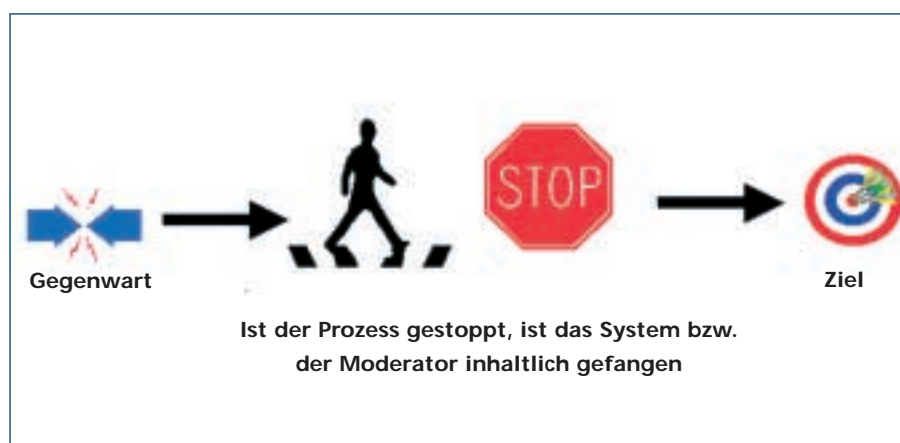 STOP
Gegenwart
Ziel
Ist der Prozess gestoppt, ist das System bzw.
der Moderator inhaltlich gefangen